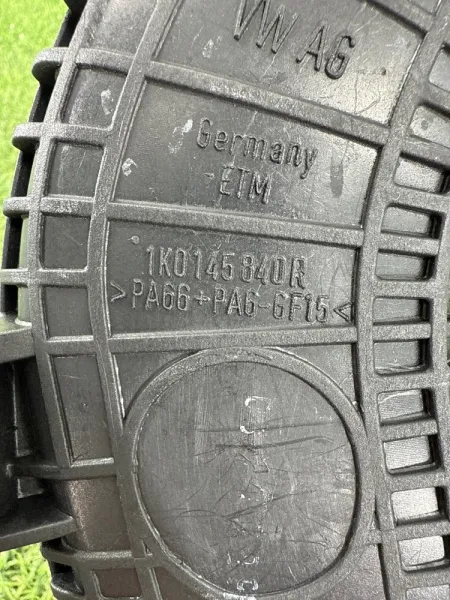 VW AG
Germany
ETM
1K0145840R
>PA66+PA6-GF15<